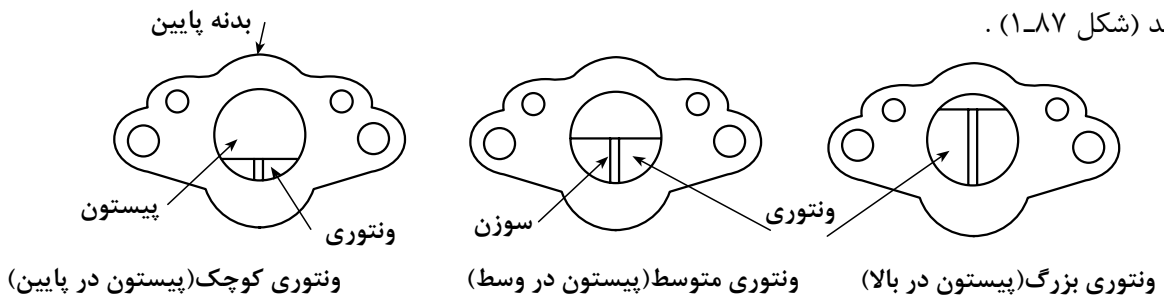 ـد (شکل ۸۷ـ۱) .
بدنه پایین
پیستون
ونتوری
سوزن
ونتوری
ونتوری بزرگ(پیستون در بالا)
ونتوری متوسط(پیستون در وسط)
ونتوری کوچک(پیستون در پایین)